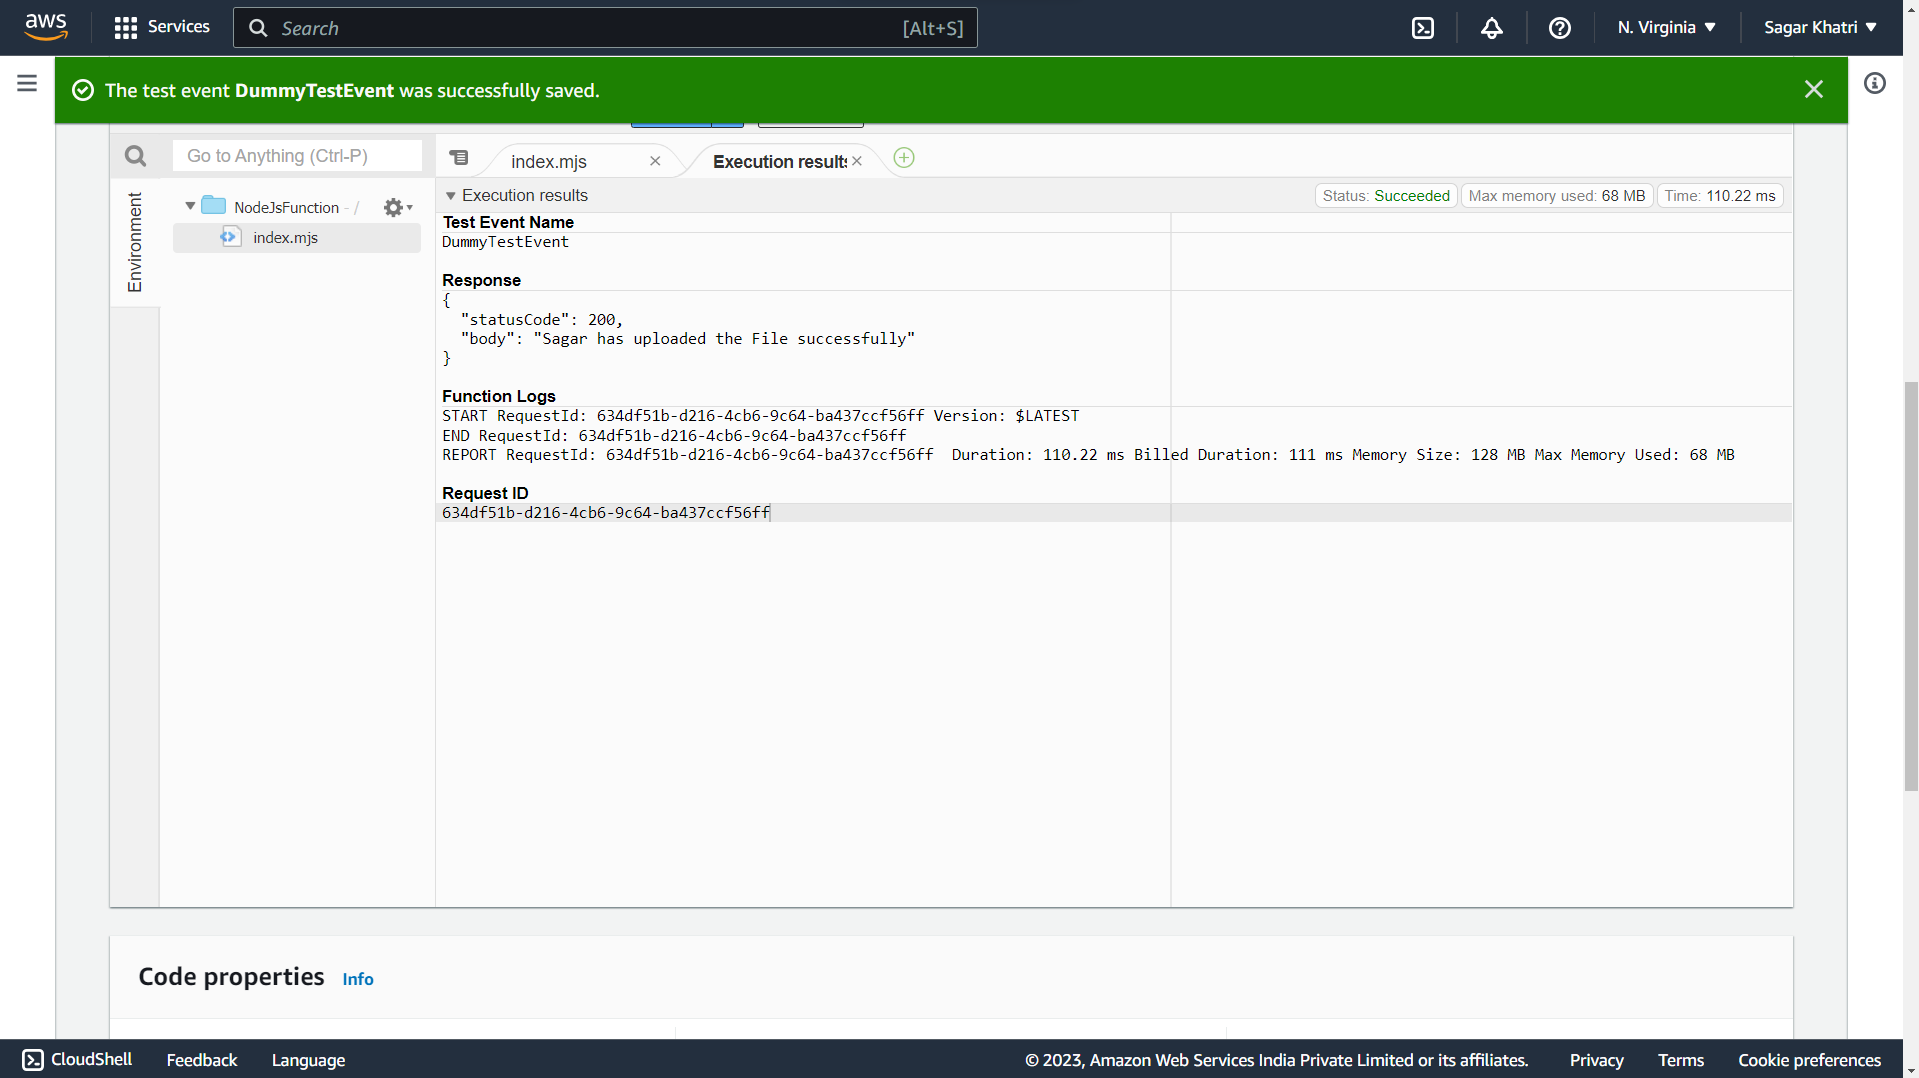 aws
Services
Search
[Alt+S]
N. Virginia ▼
Sagar Khatri ▼
The test event DummyTestEvent was successfully saved.
Go to Anything (Ctrl-P)
index.mjs
Execution results
Environment
NodeJsFunction - /
index.mjs
Execution results
Status: Succeeded
Max memory used: 68 MB
Time: 110.22 ms
Test Event Name
DummyTestEvent
Response
{
"statusCode": 200,
"body": "Sagar has uploaded the File successfully"
}
Function Logs
START RequestId: 634df51b-d216-4cb6-9c64-ba437ccf56ff Version: $LATEST
END RequestId: 634df51b-d216-4cb6-9c64-ba437ccf56ff
REPORT RequestId: 634df51b-d216-4cb6-9c64-ba437ccf56ff  Duration: 110.22 ms Billed Duration: 111 ms Memory Size: 128 MB Max Memory Used: 68 MB
Request ID
634df51b-d216-4cb6-9c64-ba437ccf56ff
Code properties Info
CloudShell
Feedback
Language
© 2023, Amazon Web Services India Private Limited or its affiliates.
Privacy
Terms
Cookie preferences